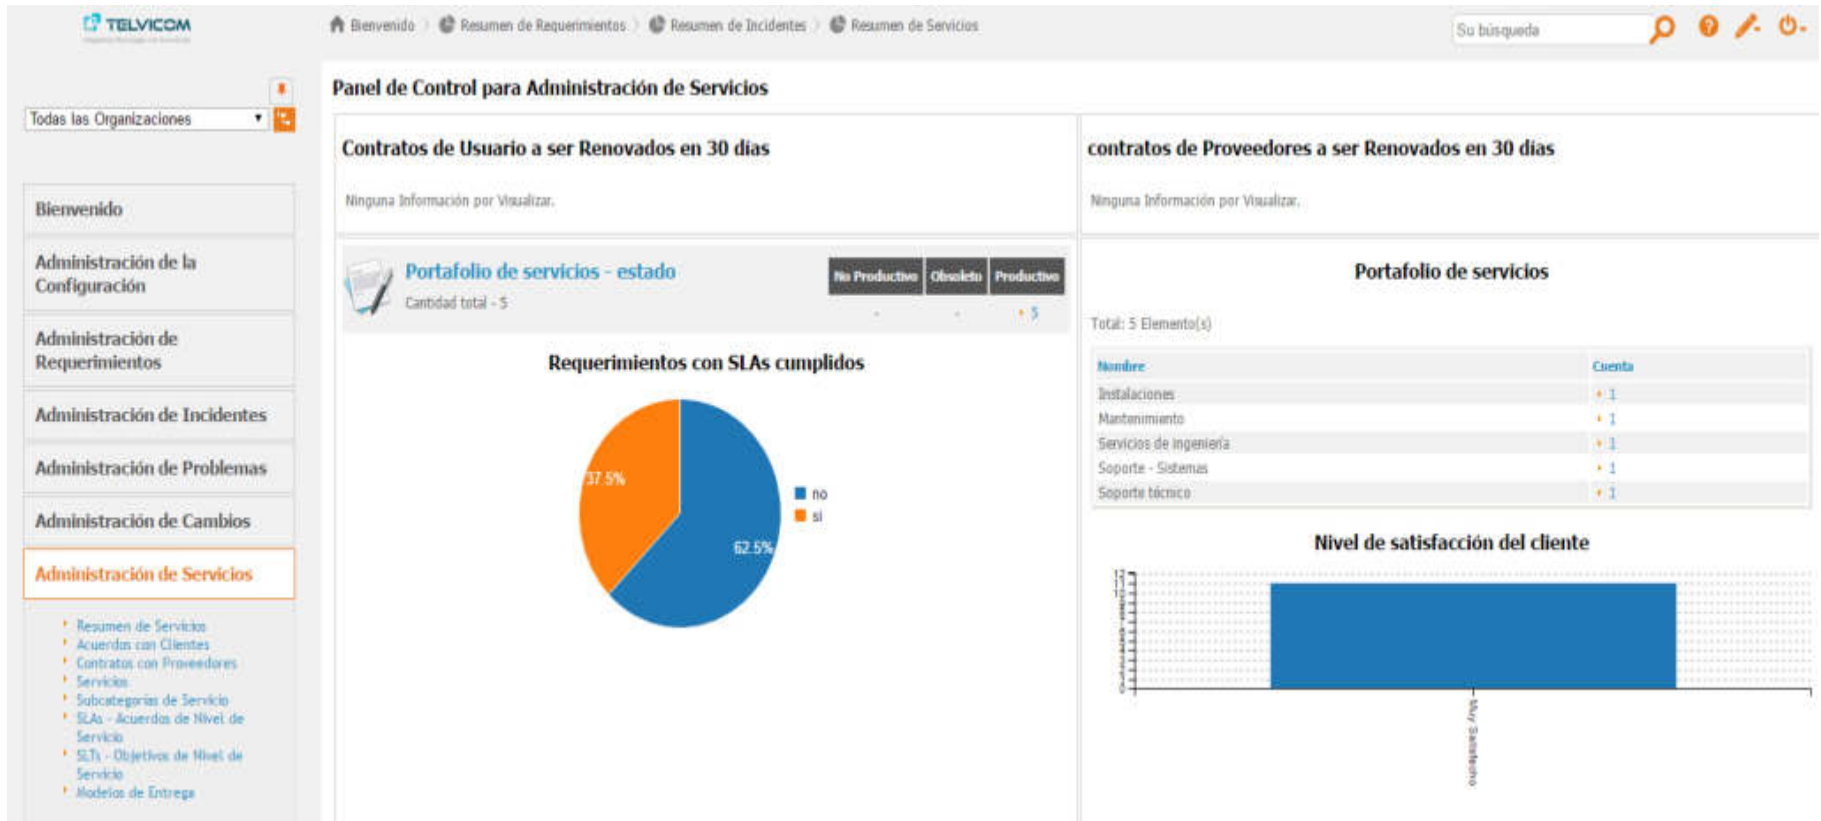 TELVICOM
Bienvenido
Resumen de Requerimientos
Resumen de Incidentes
Resumen de Servicios
Su búsqueda
Todas las Organizaciones
Bienvenido
Administración de la
Configuración
Administración de
Requerimientos
Administración de Incidentes
Administración de Problemas
Administración de Cambios
Administración de Servicios
Resumen de Servicios
Acuerdos con Clientes
Contratos con Proveedores
Servicios
Subcategorías de Servicio
SLAs - Acuerdos de Nivel de
Servicio
SLTs - Objetivos de Nivel de
Servicio
Modelos de Entrega
Panel de Control para Administración de Servicios
Contratos de Usuario a ser Renovados en 30 días
Ninguna Información por Visualizar.
contratos de Proveedores a ser Renovados en 30 días
Ninguna Información por Visualizar.
Portafolio de servicios - estado
Cantidad total - 5
No Productivo Obsoleto Productivo
- - 5
Requerimientos con SLAs cumplidos
37.5%
62.5%
no
si
Portafolio de servicios
Total: 5 Elemento(s)
Nombre Cuenta
Instalaciones 1
Mantenimiento 1
Servicios de ingeniería 1
Soporte - Sistemas 1
Soporte técnico 1
Nivel de satisfacción del cliente
12
11
10
0
Muy Satisfecho